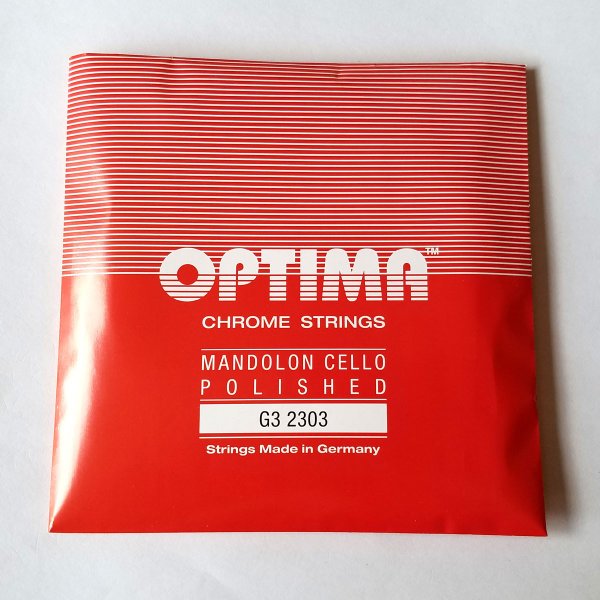 OPTIMA™
CHROME STRINGS
MANDOLON CELLO
POLISHED
G3 2303
Strings Made in Germany